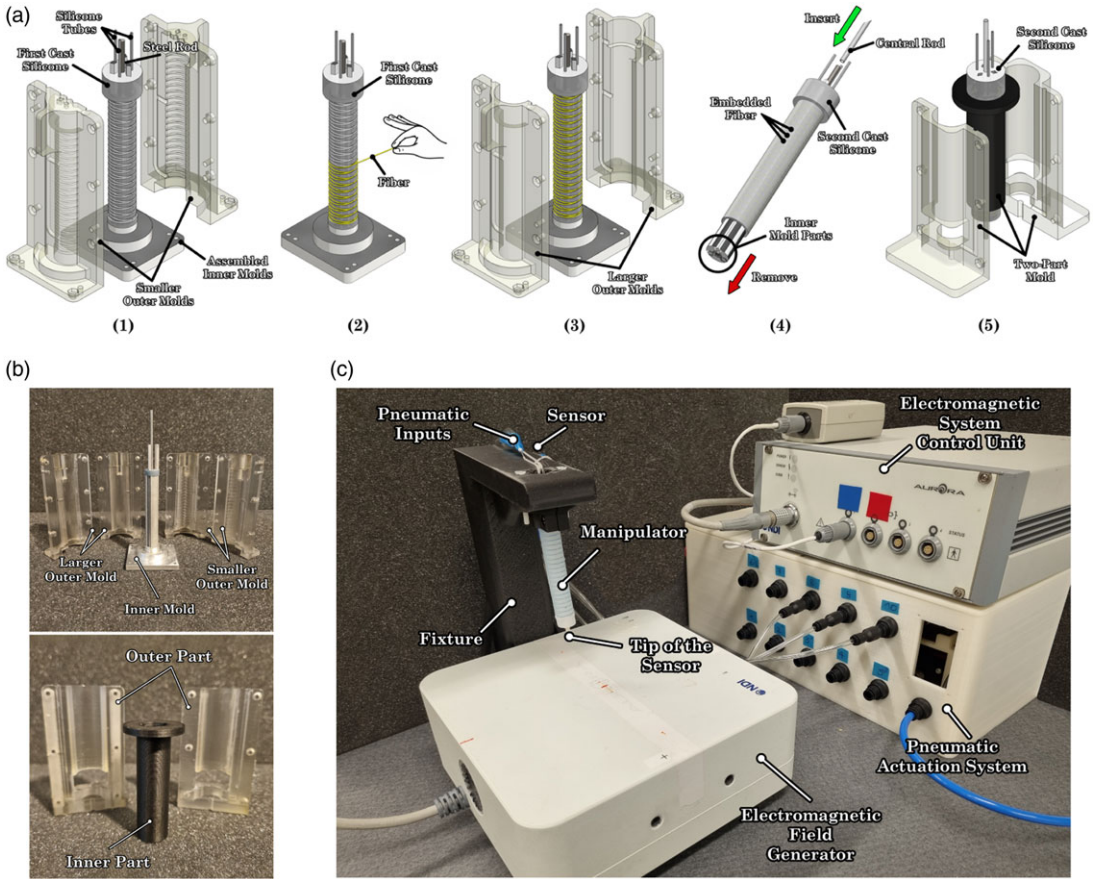 (a)
Silicone
Tubes
Steel Rod
First Cast
Silicone
Assembled
Inner Molds
Smaller
Outer Molds
(1)
First Cast
Silicone
Fiber
(2)
Larger
Outer Molds
(3)
Insert
Central Rod
Embedded
Fiber
Second Cast
Silicone
Inner
Mold Parts
Remove
(4)
Second Cast
Silicone
Two-Part
Mold
(5)
(b)
Larger
Outer Mold
Smaller
Outer Mold
Inner Mold
Outer Part
Inner Part
(c)
Pneumatic
Inputs
Sensor
Electromagnetic
System
Control Unit
AURORA
NDI
STATUS
Manipulator
Fixture
Tip of the
Sensor
NDI
Pneumatic
Actuation System
Electromagnetic
Field
Generator